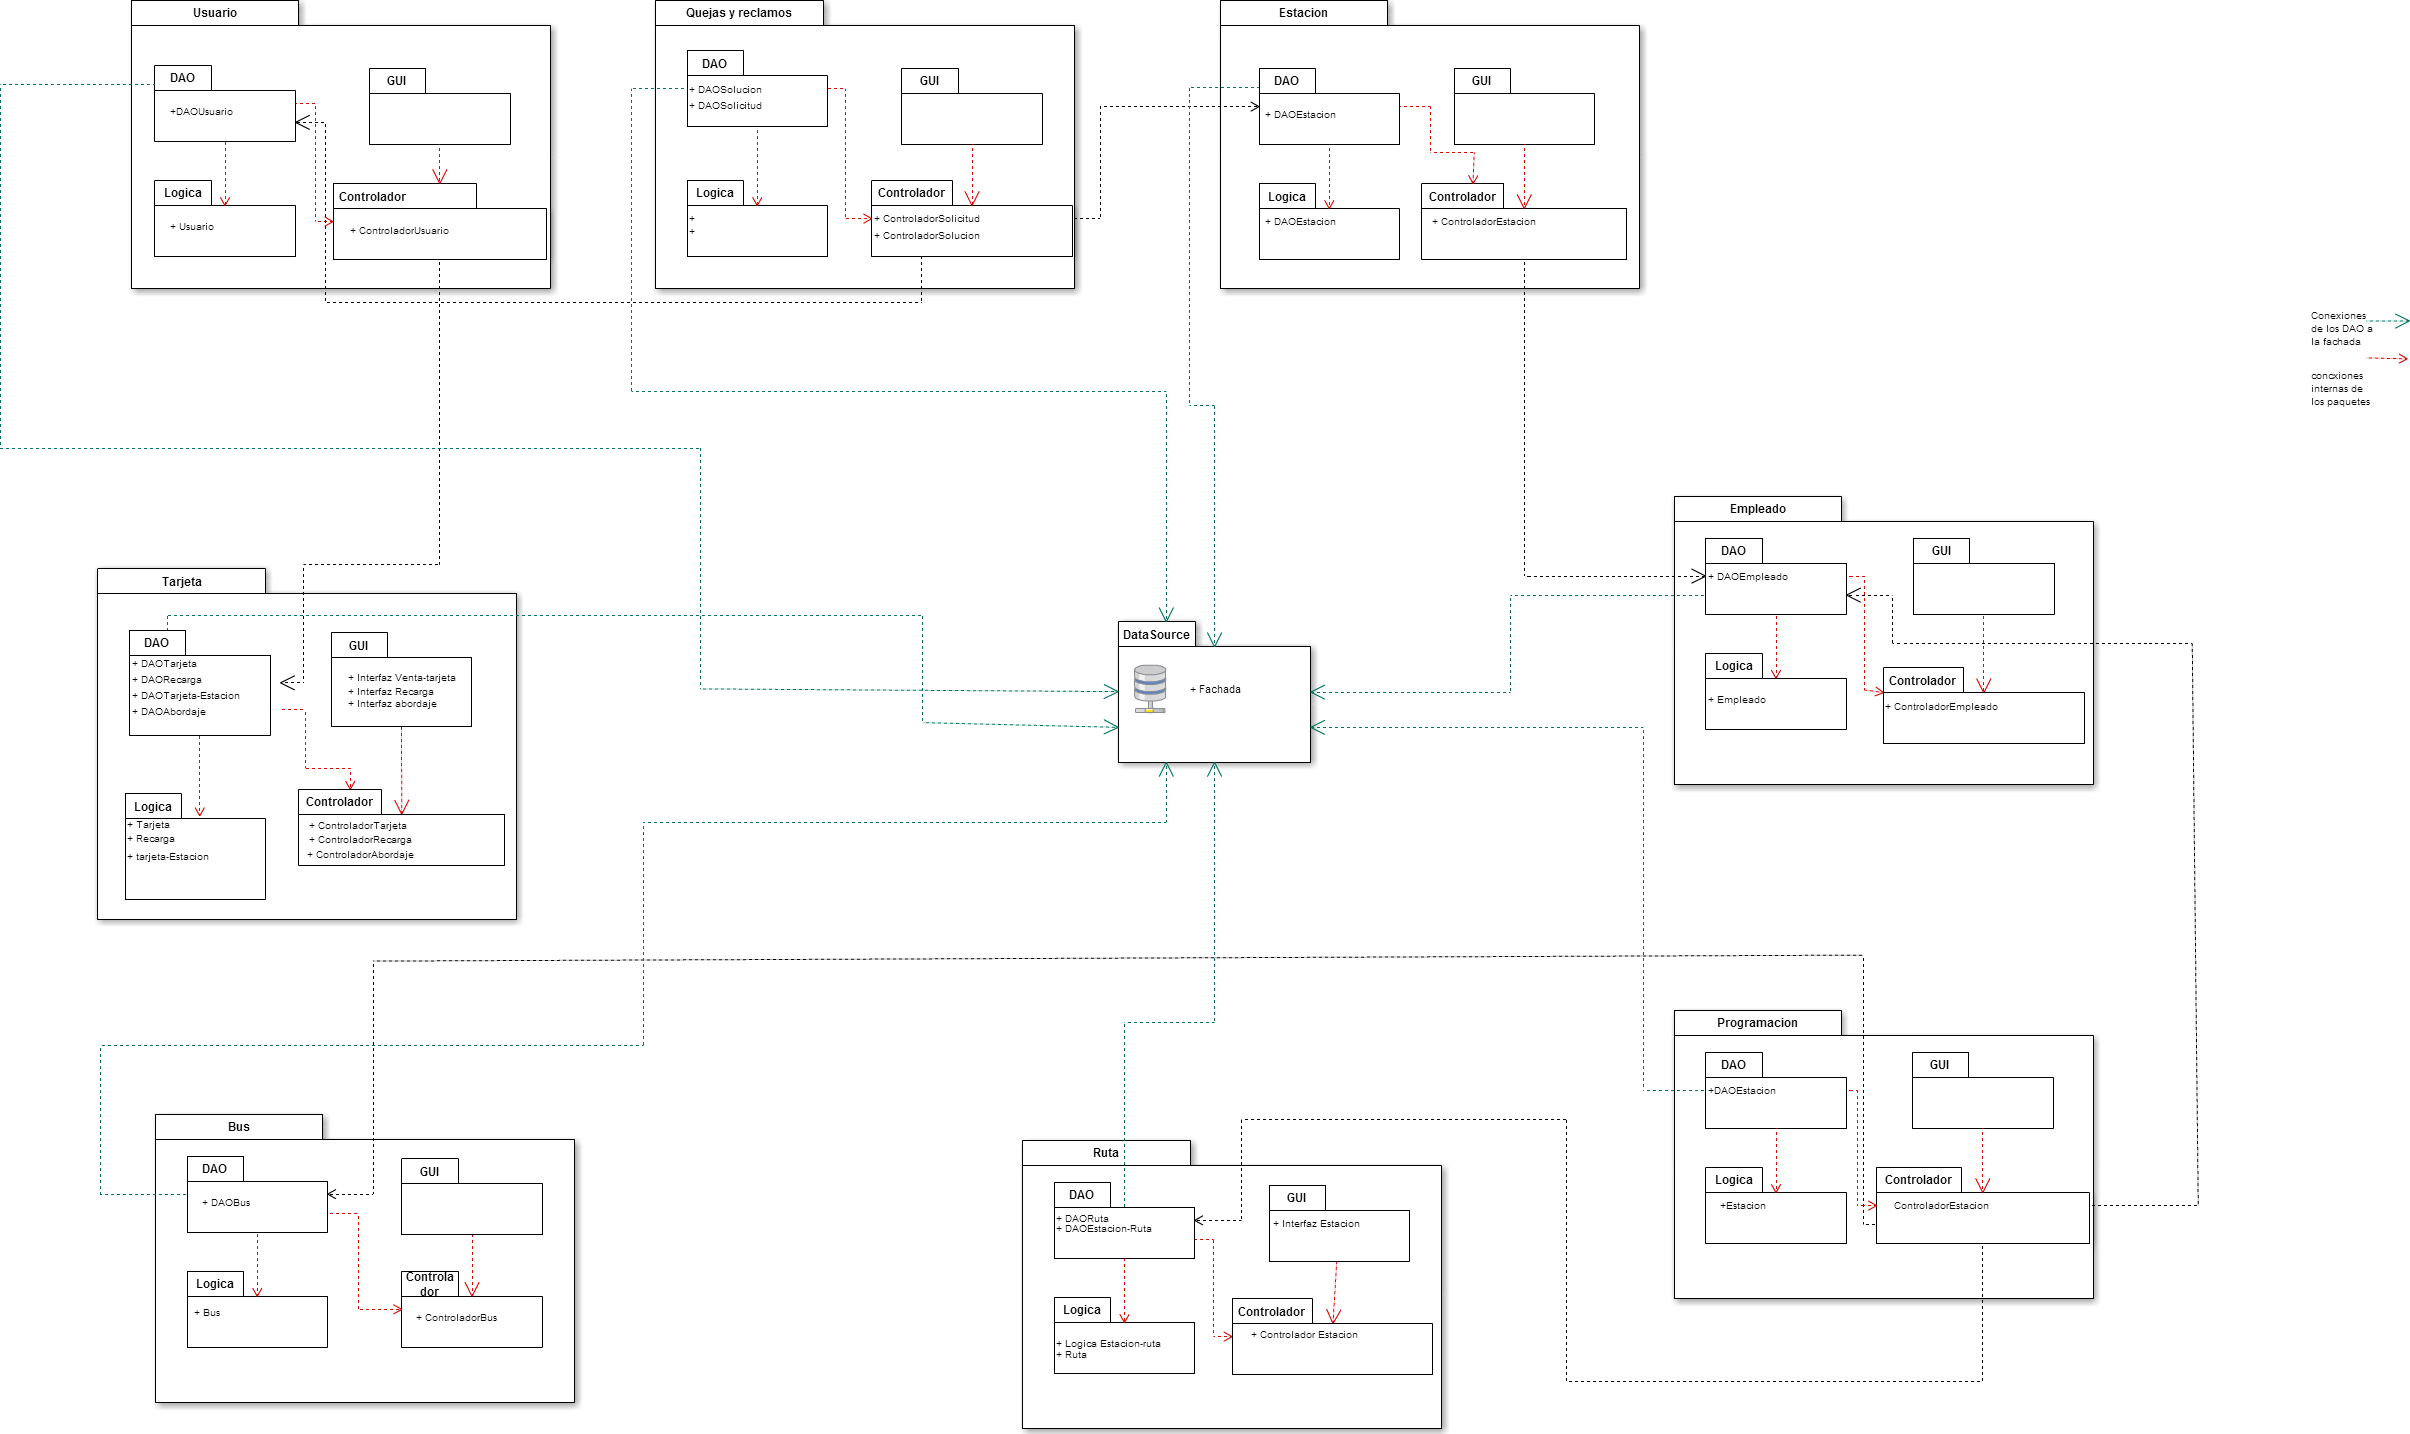 Usuario
DAO
+DAOUsuario
GUI
Logica
+ Usuario
Controlador
+ ControladorUsuario
Quejas y reclamos
DAO
+ DAOSolucion
+ DAOSolicitud
GUI
Logica
+
+
Controlador
+ ControladorSolicitud
+ ControladorSolucion
Estacion
DAO
+ DAOEstacion
GUI
Logica
+ DAOEstacion
Controlador
+ ControladorEstacion
Conexiones
de los DAO a
la fachada
concxiones
internas de
los paquetes
Tarjeta
DAO
+ DAOTarjeta
+ DAORecarga
+ DAOTarjeta-Estacion
+ DAOAbordaje
GUI
+ Interfaz Venta-tarjeta
+ Interfaz Recarga
+ Interfaz abordaje
Logica
+ Tarjeta
+ Recarga
+ tarjeta-Estacion
Controlador
+ ControladorTarjeta
+ ControladorRecarga
+ ControladorAbordaje
DataSource
+ Fachada
Empleado
DAO
+ DAOEmpleado
GUI
Logica
+ Empleado
Controlador
+ ControladorEmpleado
Bus
DAO
+ DAOBus
GUI
Logica
+ Bus
Controla
dor
+ ControladorBus
Ruta
DAO
+ DAORuta
+ DAOEstacion-Ruta
GUI
+ Interfaz Estacion
Logica
+ Logica Estacion-ruta
+ Ruta
Controlador
+ Controlador Estacion
Programacion
DAO
+DAOEstacion
GUI
Logica
+Estacion
Controlador
ControladorEstacion